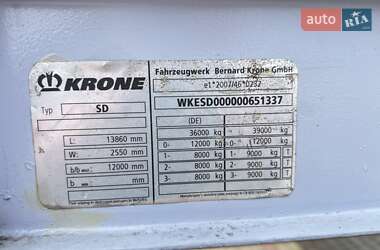 auto RIA.com
KRONE
Fahrzeugwerk Bernard Krone GmbH
e1*2007/46*0232
Typ SD WKESD000000651337
(DE)
L: 13860 mm 36000 kg 39000 kg
W: 2550 mm 0- 12000 kg 0- 12000 kg
b/b 12000 mm 1- 8000 kg 1- 9000 kg T
b mm 2- 8000 kg 2- 9000 kg T
3- 8000 kg 3- 9000 kg T